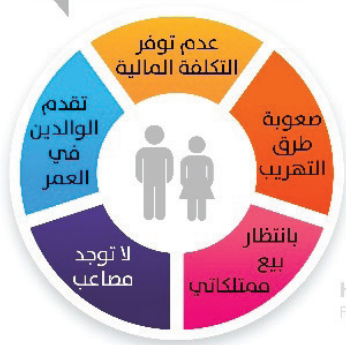 عدم توفر
التكلفة المالية
صعوبة
طرق
التهريب
بانتظار
بيع
ممتلكاتي
لا توجد
مصاعب
تقدم
الوالدين
في
العمر